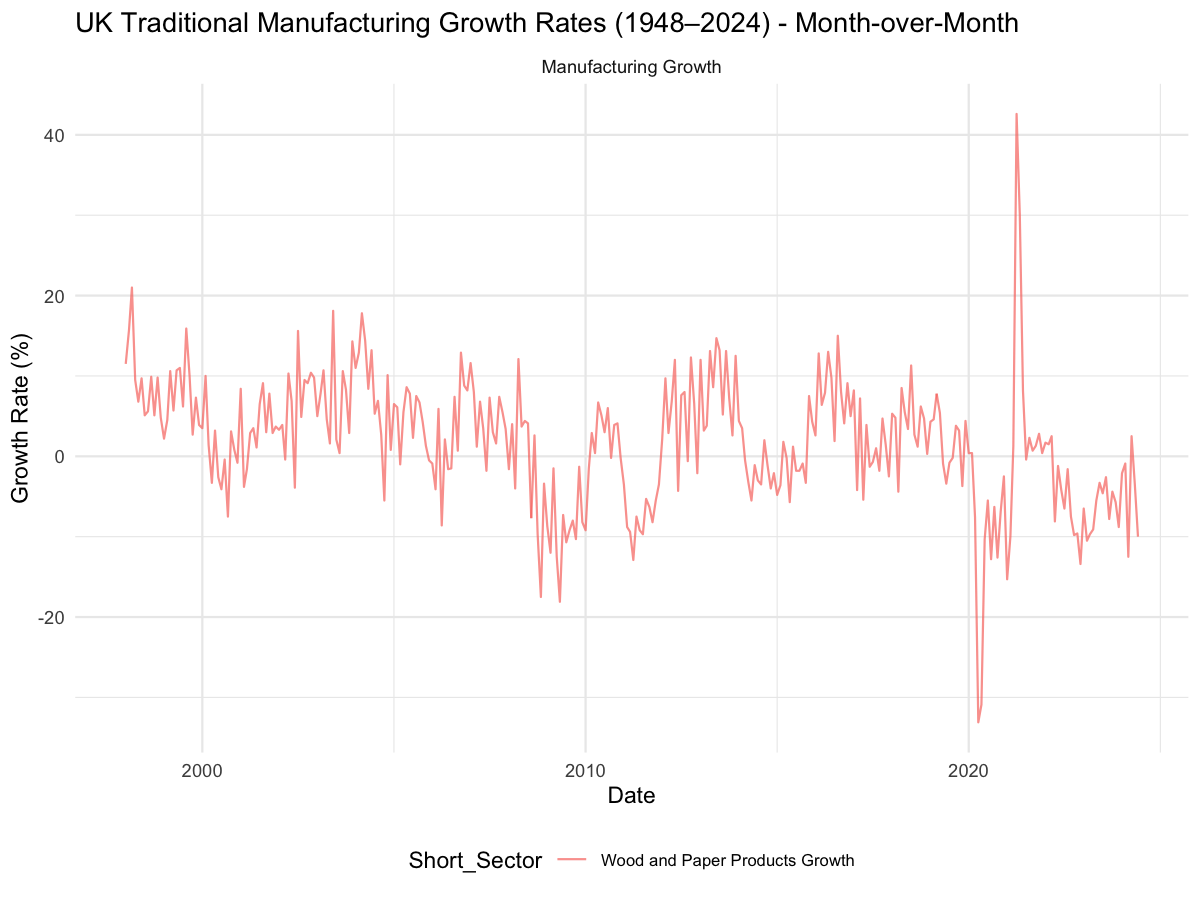 UK Traditional Manufacturing Growth Rates (1948–2024) - Month-over-Month
Manufacturing Growth
Growth Rate (%)
40
20
0
-20
2000 2010 2020
Date
Short_Sector Wood and Paper Products Growth